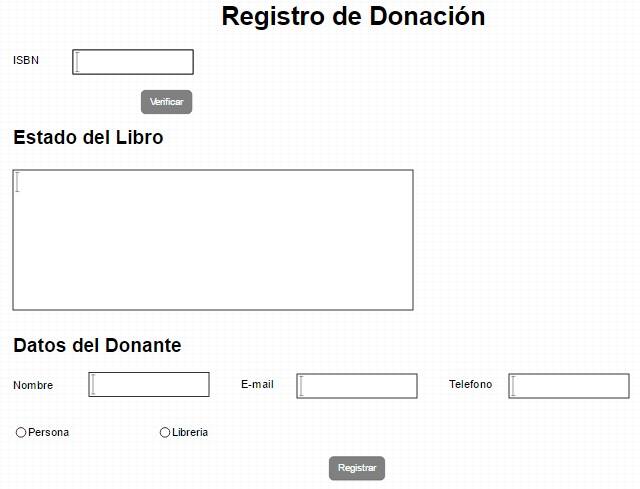 Registro de Donación
ISBN
Verificar
Estado del Libro
Datos del Donante
Nombre E-mail Telefono
Persona Libreria
Registrar